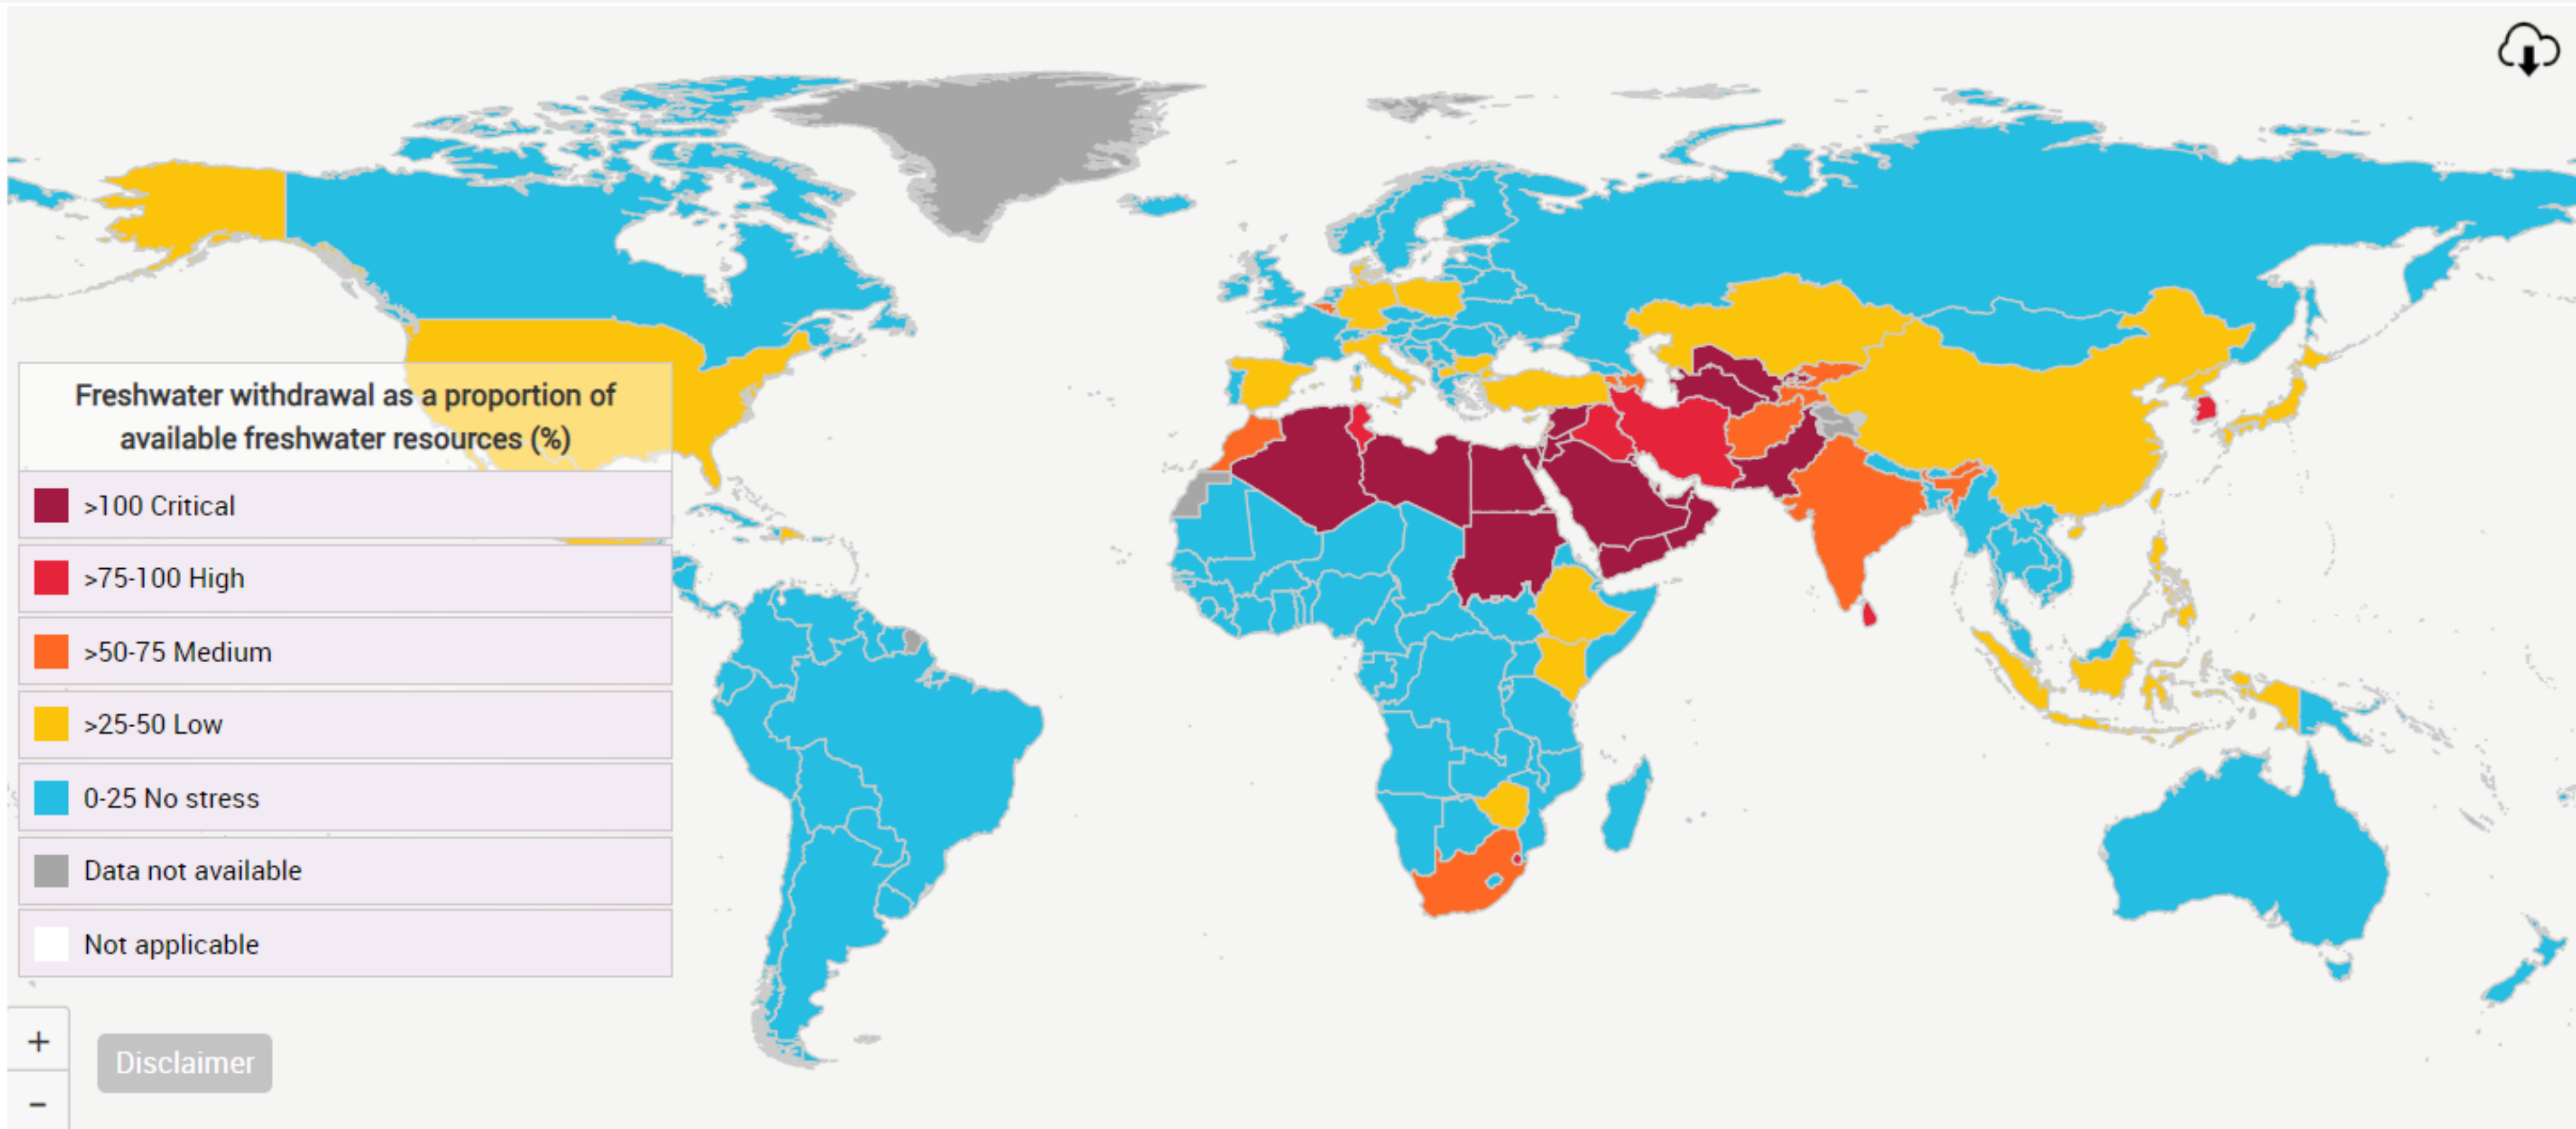 Freshwater withdrawal as a proportion of
available freshwater resources (%)
>100 Critical
>75-100 High
>50-75 Medium
>25-50 Low
0-25 No stress
Data not available
Not applicable
+
Disclaimer
−